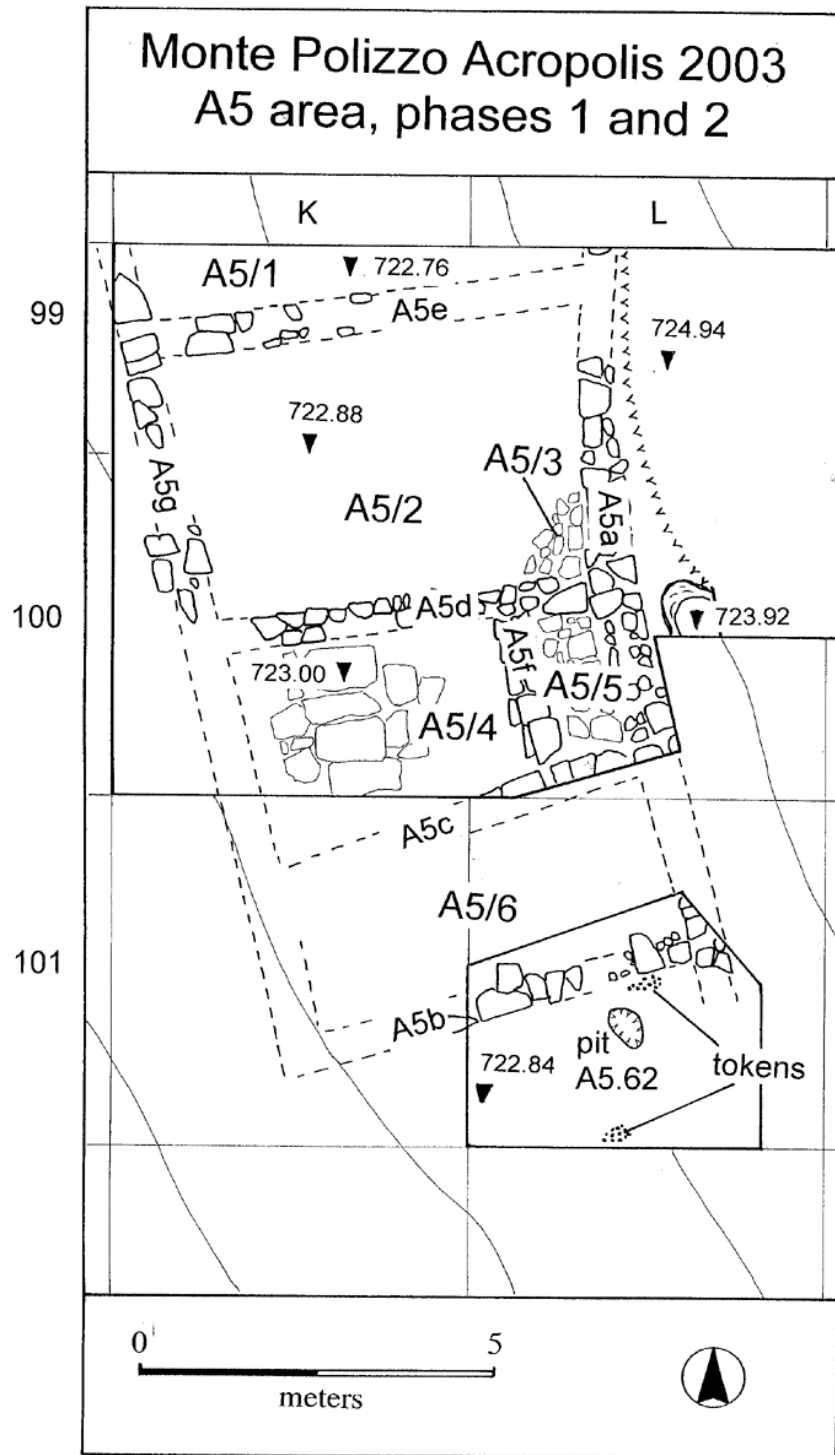 Monte Polizzo Acropolis 2003
A5 area, phases 1 and 2
K
L
A5/1
722.76
99
A5e
724.94
722.88
A5/3
A5g
A5/2
A5a
100
A5d
723.92
723.00
A5f
A5/5
A5/4
A5c
A5/6
101
A5b
pit
A5.62
tokens
722.84
0
5
meters